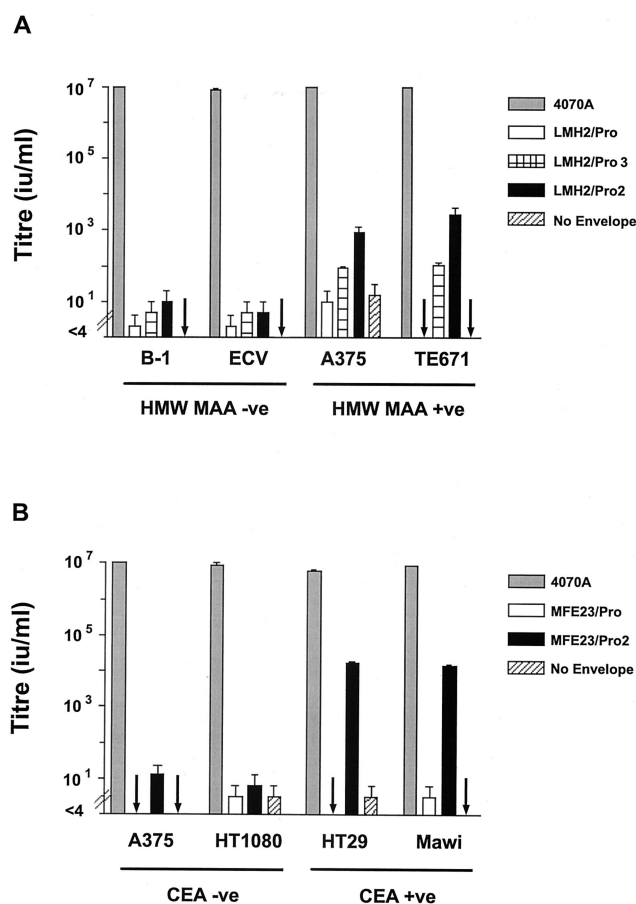 A
Titre (iu/ml)
10^7
10^5
10^3
10^1
<4
B-1 ECV A375 TE671
HMW MAA -ve HMW MAA +ve
4070A
LMH2/Pro
LMH2/Pro 3
LMH2/Pro2
No Envelope
B
Titre (iu/ml)
10^7
10^5
10^3
10^1
<4
A375 HT1080 HT29 Mawi
CEA -ve CEA +ve
4070A
MFE23/Pro
MFE23/Pro2
No Envelope